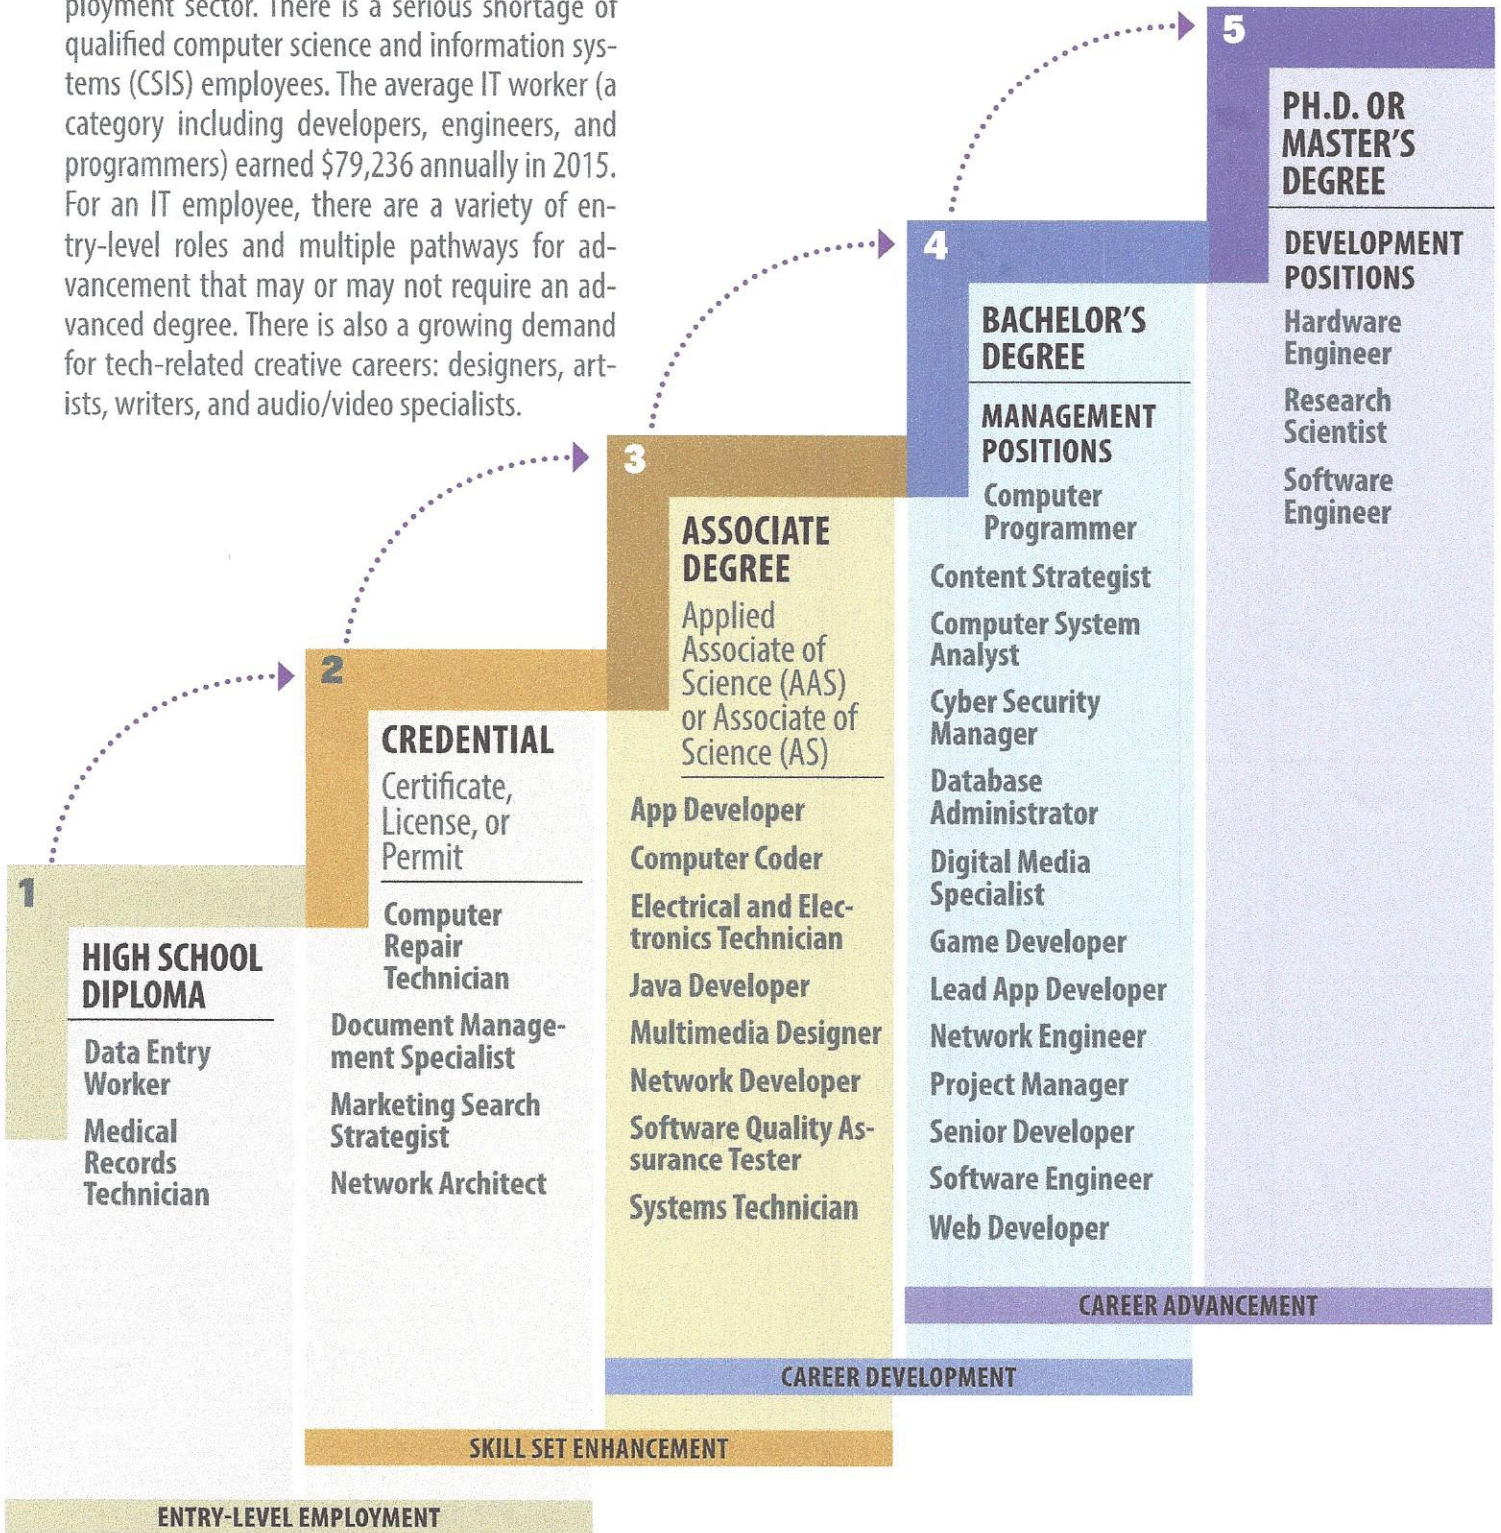 ployment sector. There is a serious shortage of
qualified computer science and information sys-
tems (CSIS) employees. The average IT worker (a
category including developers, engineers, and
programmers) earned $79,236 annually in 2015.
For an IT employee, there are a variety of en-
try-level roles and multiple pathways for ad-
vancement that may or may not require an ad-
vanced degree. There is also a growing demand
for tech-related creative careers: designers, art-
ists, writers, and audio/video specialists.
1
HIGH SCHOOL
DIPLOMA
Data Entry
Worker
Medical
Records
Technician
2
CREDENTIAL
Certificate,
License, or
Permit
Computer
Repair
Technician
Document Manage-
ment Specialist
Marketing Search
Strategist
Network Architect
3
ASSOCIATE
DEGREE
Applied
Associate of
Science (AAS)
or Associate of
Science (AS)
App Developer
Computer Coder
Electrical and Elec-
tronics Technician
Java Developer
Multimedia Designer
Network Developer
Software Quality As-
surance Tester
Systems Technician
4
BACHELOR'S
DEGREE
MANAGEMENT
POSITIONS
Computer
Programmer
Content Strategist
Computer System
Analyst
Cyber Security
Manager
Database
Administrator
Digital Media
Specialist
Game Developer
Lead App Developer
Network Engineer
Project Manager
Senior Developer
Software Engineer
Web Developer
5
PH.D. OR
MASTER'S
DEGREE
DEVELOPMENT
POSITIONS
Hardware
Engineer
Research
Scientist
Software
Engineer
CAREER ADVANCEMENT
CAREER DEVELOPMENT
SKILL SET ENHANCEMENT
ENTRY-LEVEL EMPLOYMENT